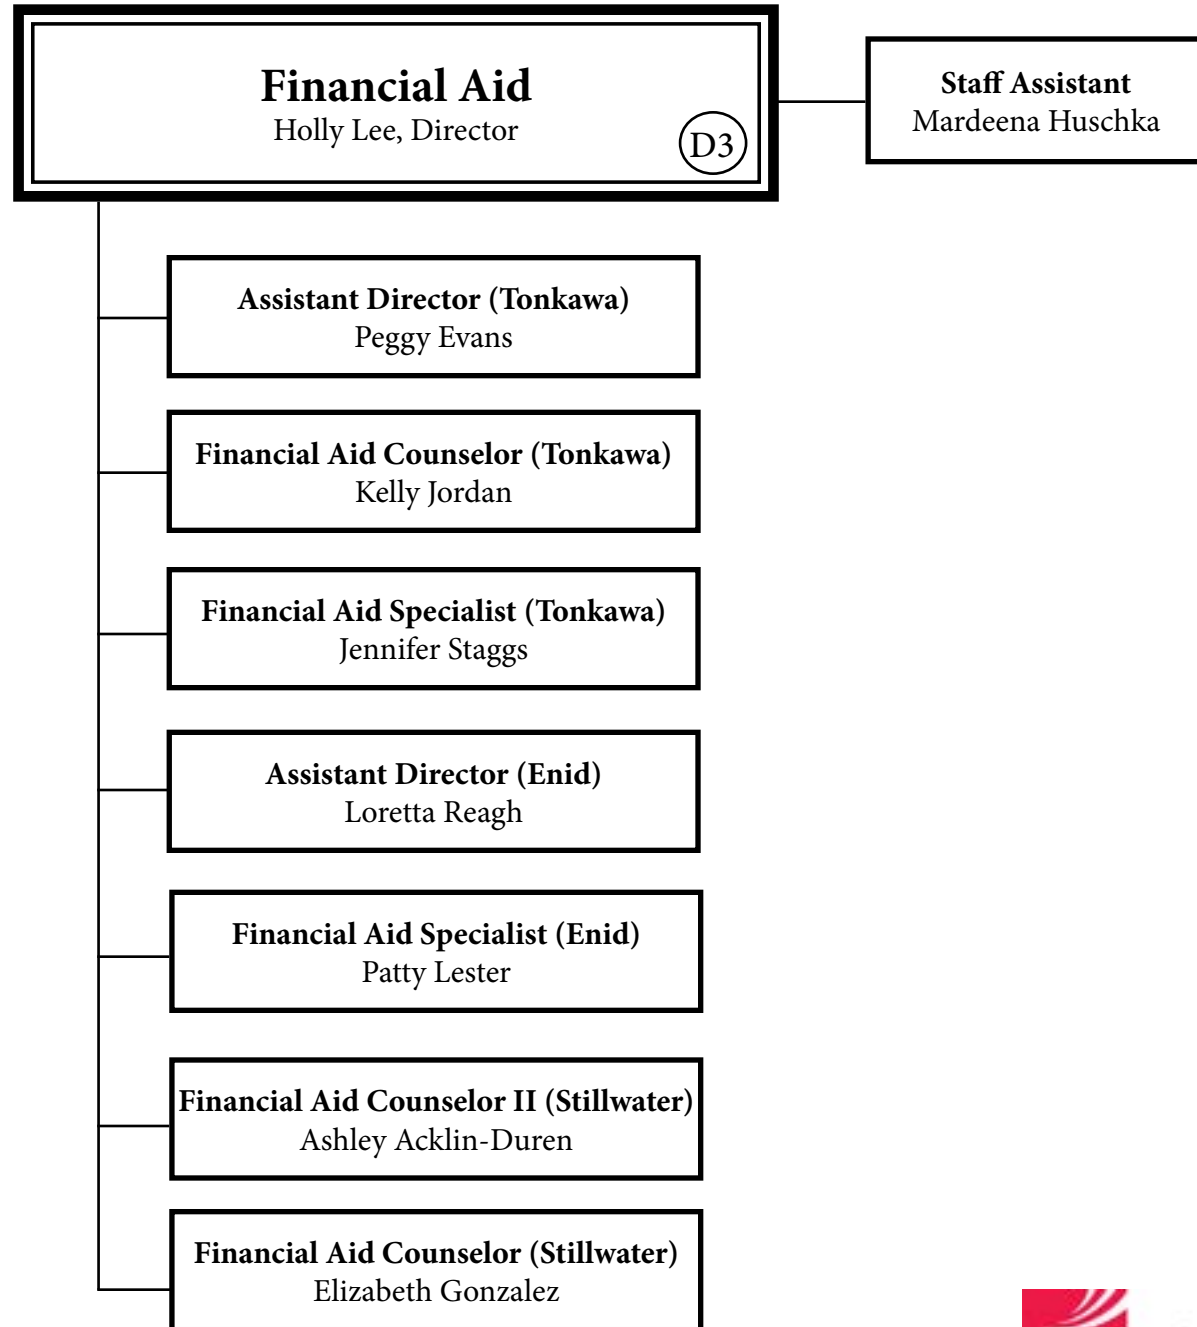 Financial Aid
Holly Lee, Director
D3
Staff Assistant
Mardeena Huschka
Assistant Director (Tonkawa)
Peggy Evans
Financial Aid Counselor (Tonkawa)
Kelly Jordan
Financial Aid Specialist (Tonkawa)
Jennifer Staggs
Assistant Director (Enid)
Loretta Reagh
Financial Aid Specialist (Enid)
Patty Lester
Financial Aid Counselor II (Stillwater)
Ashley Acklin-Duren
Financial Aid Counselor (Stillwater)
Elizabeth Gonzalez